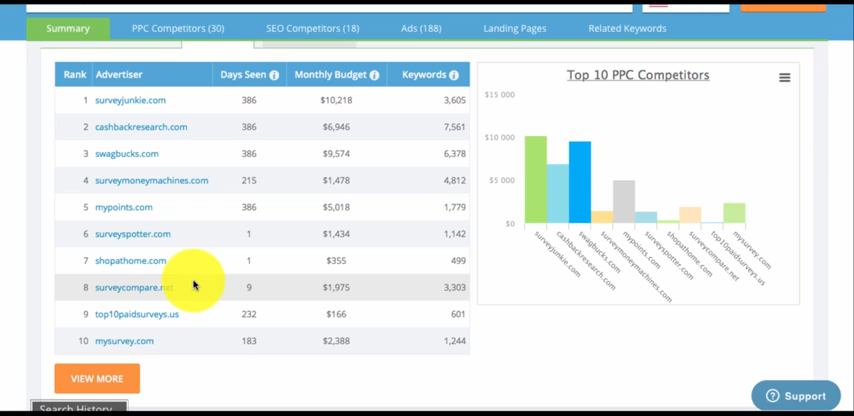 Summary PPC Competitors (30) SEO Competitors (18) Ads (188) Landing Pages Related Keywords
Rank Advertiser Days Seen Monthly Budget Keywords
1 surveyjunkie.com 386 $10,218 3,605
2 cashbackresearch.com 386 $6,946 7,561
3 swagbucks.com 386 $9,574 6,378
4 surveymoneymachines.com 215 $1,478 4,812
5 mypoints.com 386 $5,018 1,779
6 surveyspotter.com 1 $1,434 1,142
7 shopathome.com 1 $355 499
8 surveycompare.net 9 $1,975 3,303
9 top10paidsurveys.us 232 $166 601
10 mysurvey.com 183 $2,388 1,244
VIEW MORE
Search History
Top 10 PPC Competitors
$15 000
$10 000
$5 000
$0
surveyjunkie.com
cashbackresearch.com
swagbucks.com
surveymoneymachines.com
mypoints.com
surveyspotter.com
shopathome.com
surveycompare.net
top10paidsurveys.us
mysurvey.com
Support